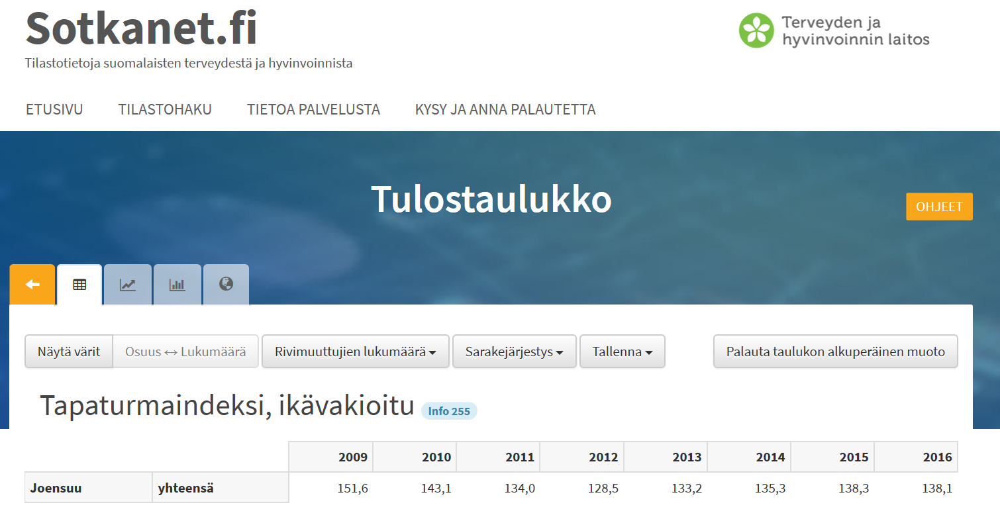 Sotkanet.fi
Tilastotietoja suomalaisten terveydestä ja hyvinvoinnista
Terveyden ja
hyvinvoinnin laitos
ETUSIVU TILASTOHAKU TIETOA PALVELUSTA KYSY JA ANNA PALAUTETTA
Tulostaulukko
OHJEET
Näytä värit Osuus ↔ Lukumäärä Rivimuuttujien lukumäärä Sarakejärjestys Tallenna Palauta taulukon alkuperäinen muoto
Tapaturmaindeksi, ikävakioitu Info 255
2009 2010 2011 2012 2013 2014 2015 2016
Joensuu yhteensä 151,6 143,1 134,0 128,5 133,2 135,3 138,3 138,1